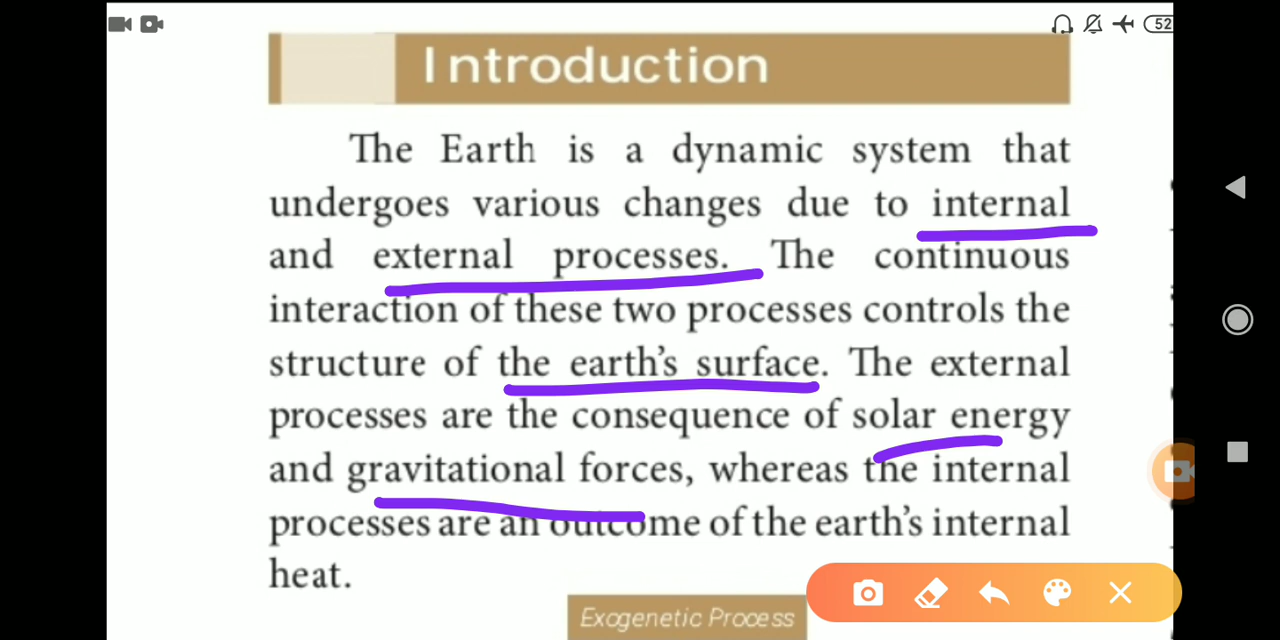 52
Introduction
The Earth is a dynamic system that
undergoes various changes due to internal
and external processes. The continuous
interaction of these two processes controls the
structure of the earth's surface. The external
processes are the consequence of solar energy
and gravitational forces, whereas the internal
processes are an outcome of the earth's internal
heat.
Exogenetic Process